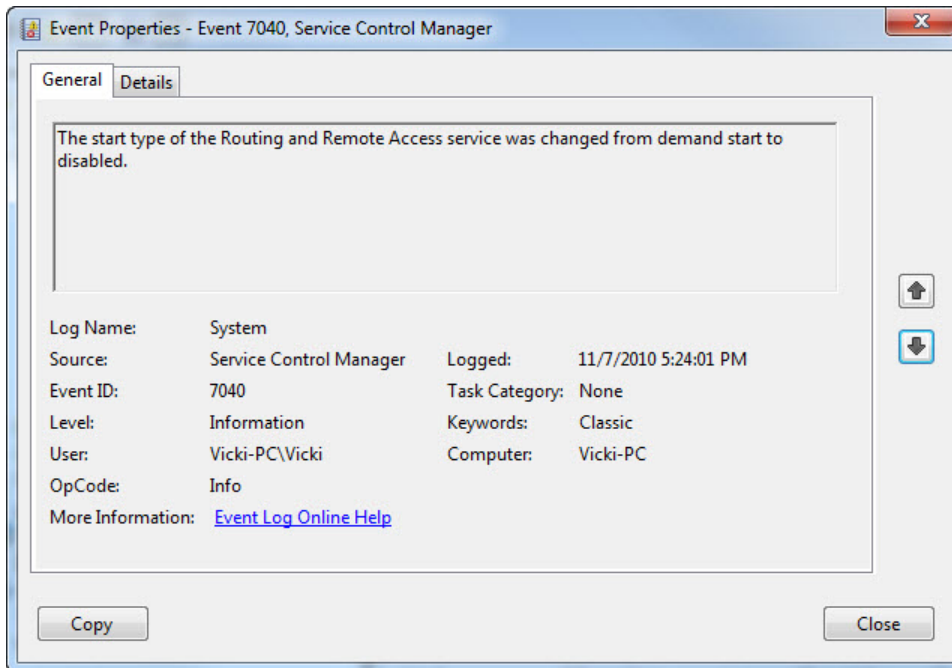 Event Properties - Event 7040, Service Control Manager
General Details
The start type of the Routing and Remote Access service was changed from demand start to
disabled.
Log Name: System
Source: Service Control Manager Logged: 11/7/2010 5:24:01 PM
Event ID: 7040 Task Category: None
Level: Information Keywords: Classic
User: Vicki-PC\Vicki Computer: Vicki-PC
OpCode: Info
More Information: Event Log Online Help
Copy Close